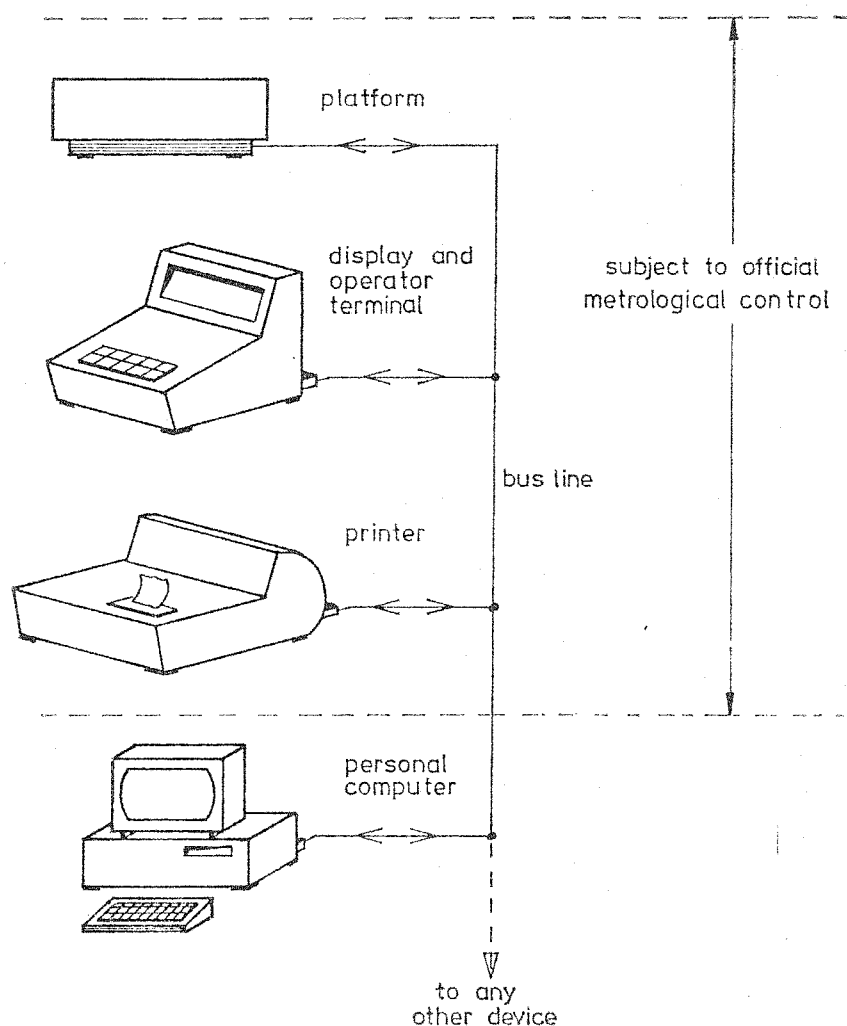 platform
display and
operator
terminal
subject to official
metrological control
bus line
printer
personal
computer
to any
other device